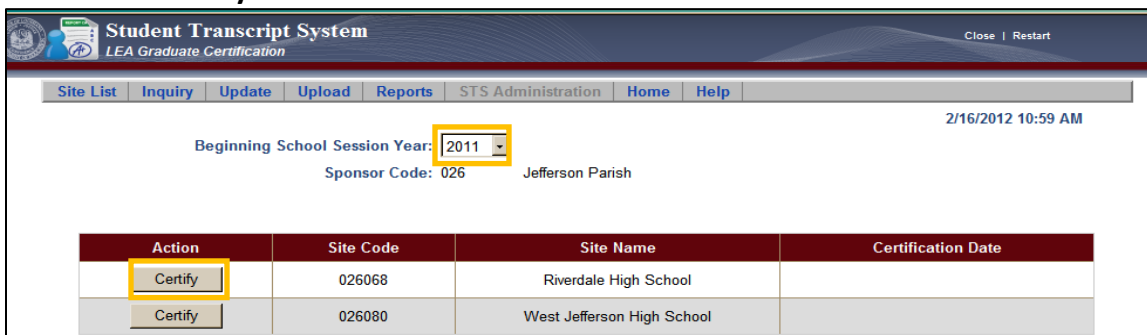 Student Transcript System
Close | Restart
LEA Graduate Certification
Site List | Inquiry | Update | Upload | Reports | STS Administration | Home | Help |
2/16/2012 10:59 AM
Beginning School Session Year: 2011
Sponsor Code: 026 Jefferson Parish
Action Site Code Site Name Certification Date
Certify 026068 Riverdale High School
Certify 026080 West Jefferson High School